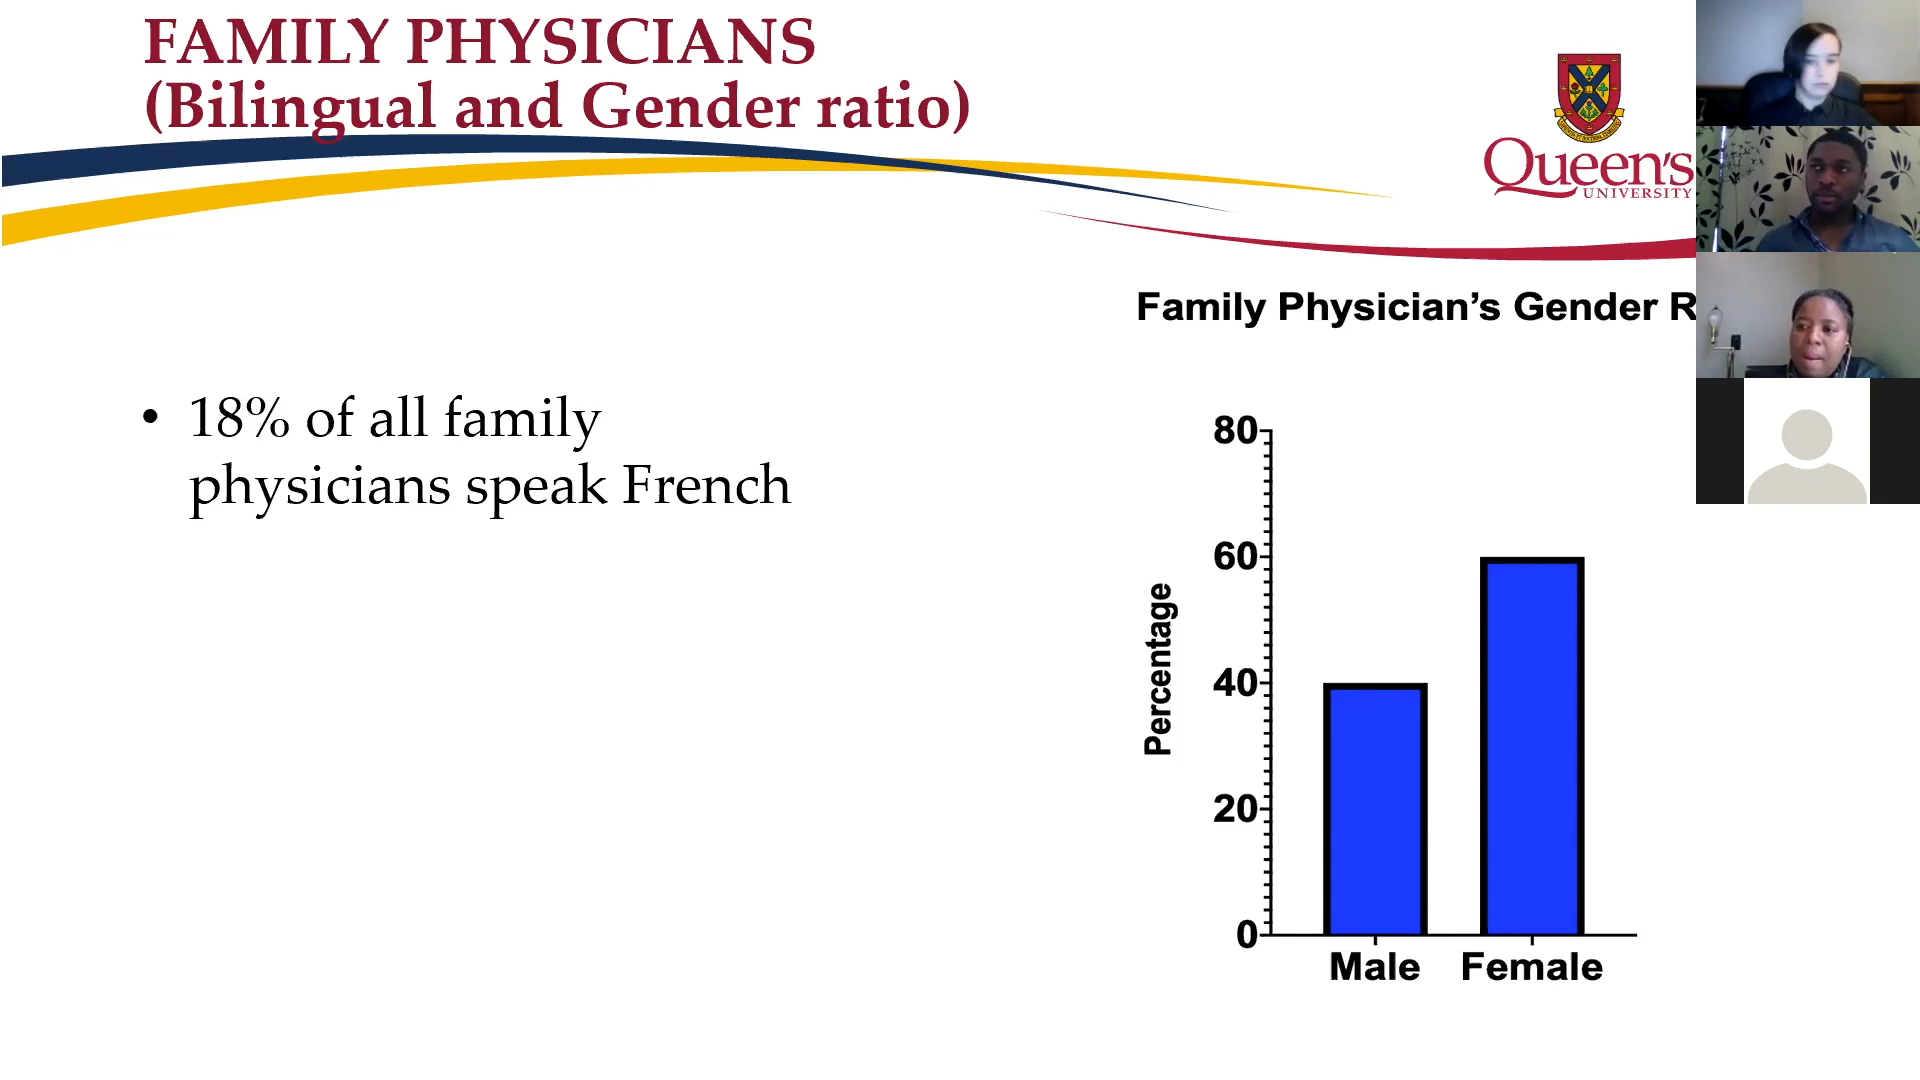 FAMILY PHYSICIANS
(Bilingual and Gender ratio)
Queen's
UNIVERSITY
Family Physician’s Gender R
• 18% of all family
physicians speak French
80
60
40
20
0
Percentage
Male Female